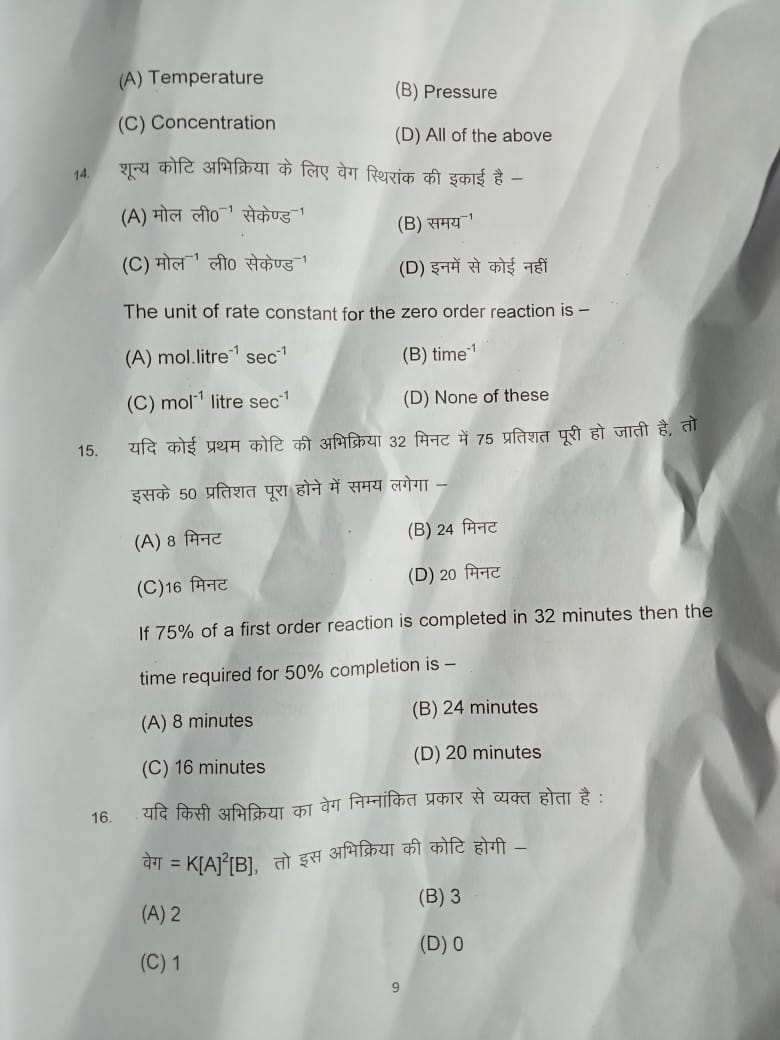 (A) Temperature (B) Pressure
(C) Concentration (D) All of the above
14. शून्य कोटि अभिक्रिया के लिए वेग स्थिरांक की इकाई है –
(A) मोल ली0⁻¹ सेकेण्ड⁻¹ (B) समय⁻¹
(C) मोल⁻¹ ली0 सेकेण्ड⁻¹ (D) इनमें से कोई नहीं
The unit of rate constant for the zero order reaction is –
(A) mol.litre⁻¹ sec⁻¹ (B) time⁻¹
(C) mol⁻¹ litre sec⁻¹ (D) None of these
15. यदि कोई प्रथम कोटि की अभिक्रिया 32 मिनट में 75 प्रतिशत पूरी हो जाती है, तो
इसके 50 प्रतिशत पूरा होने में समय लगेगा –
(A) 8 मिनट (B) 24 मिनट
(C)16 मिनट (D) 20 मिनट
If 75% of a first order reaction is completed in 32 minutes then the
time required for 50% completion is –
(A) 8 minutes (B) 24 minutes
(C) 16 minutes (D) 20 minutes
16. यदि किसी अभिक्रिया का वेग निम्नांकित प्रकार से व्यक्त होता है :
वेग = K[A]²[B], तो इस अभिक्रिया की कोटि होगी –
(A) 2 (B) 3
(C) 1 (D) 0
9